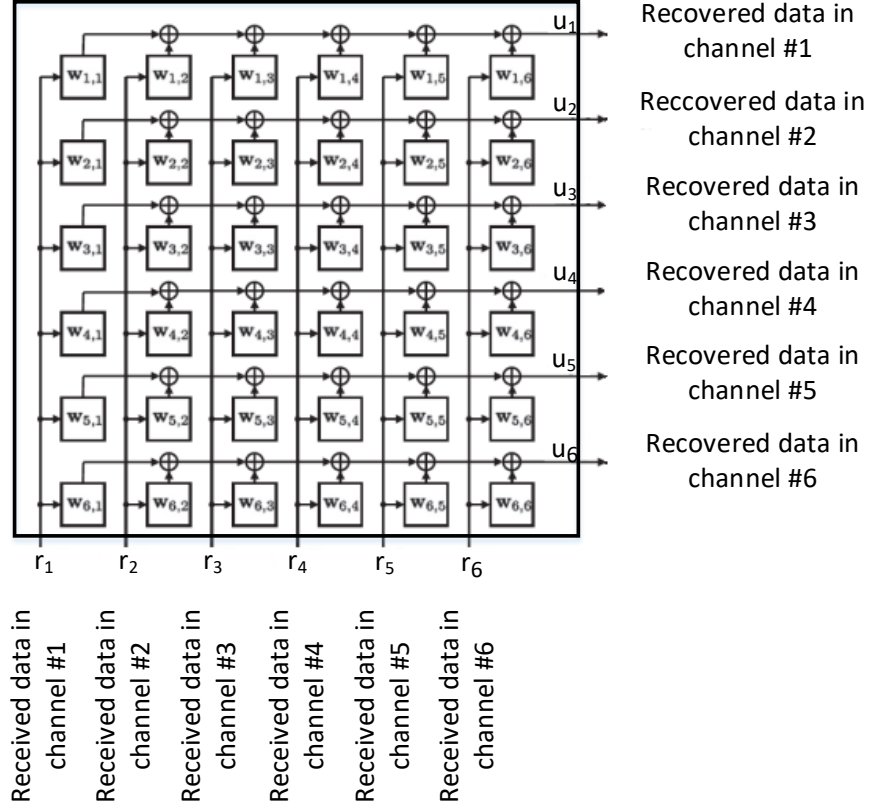 u₁
Recovered data in
channel #1
w₁,₁ w₁,₂ w₁,₃ w₁,₄ w₁,₅ w₁,₆
u₂
Reccovered data in
channel #2
w₂,₁ w₂,₂ w₂,₃ w₂,₄ w₂,₅ w₂,₆
u₃
Recovered data in
channel #3
w₃,₁ w₃,₂ w₃,₃ w₃,₄ w₃,₅ w₃,₆
u₄
Recovered data in
channel #4
w₄,₁ w₄,₂ w₄,₃ w₄,₄ w₄,₅ w₄,₆
u₅
Recovered data in
channel #5
w₅,₁ w₅,₂ w₅,₃ w₅,₄ w₅,₅ w₅,₆
u₆
Recovered data in
channel #6
w₆,₁ w₆,₂ w₆,₃ w₆,₄ w₆,₅ w₆,₆
r₁ r₂ r₃ r₄ r₅ r₆
Received data in
channel #1
Received data in
channel #2
Received data in
channel #3
Received data in
channel #4
Received data in
channel #5
Received data in
channel #6